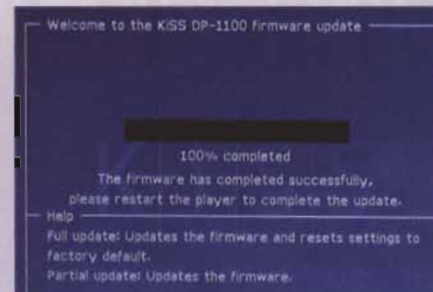 Welcome to the KiSS DP-1100 firmware update
100% completed
The firmware has completed successfully,
please restart the player to complete the update.
Help
Full update: Updates the firmware and resets settings to
factory default.
Partial update: Updates the firmware.